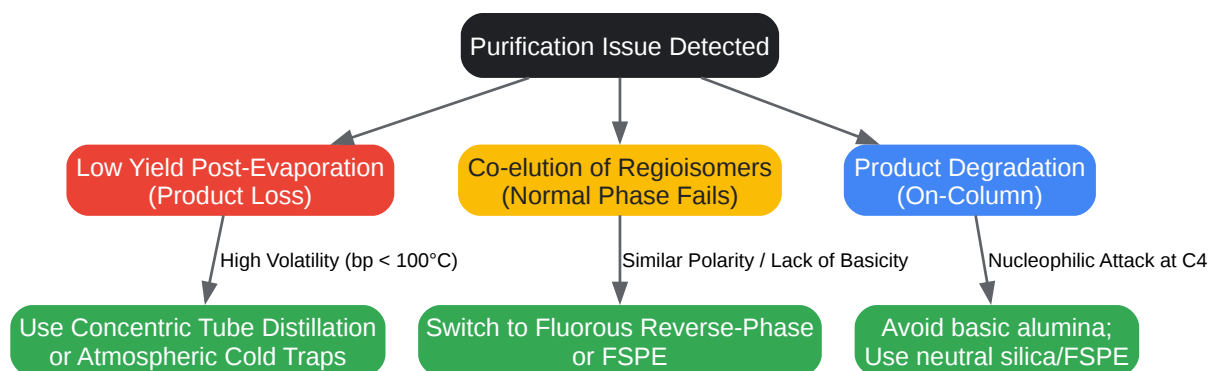 Purification Issue Detected
Low Yield Post-Evaporation
(Product Loss)
Co-elution of Regioisomers
(Normal Phase Fails)
Product Degradation
(On-Column)
High Volatility (bp < 100°C)
Similar Polarity / Lack of Basicity
Nucleophilic Attack at C4
Use Concentric Tube Distillation
or Atmospheric Cold Traps
Switch to Fluorous Reverse-Phase
or FSPE
Avoid basic alumina;
Use neutral silica/FSPE